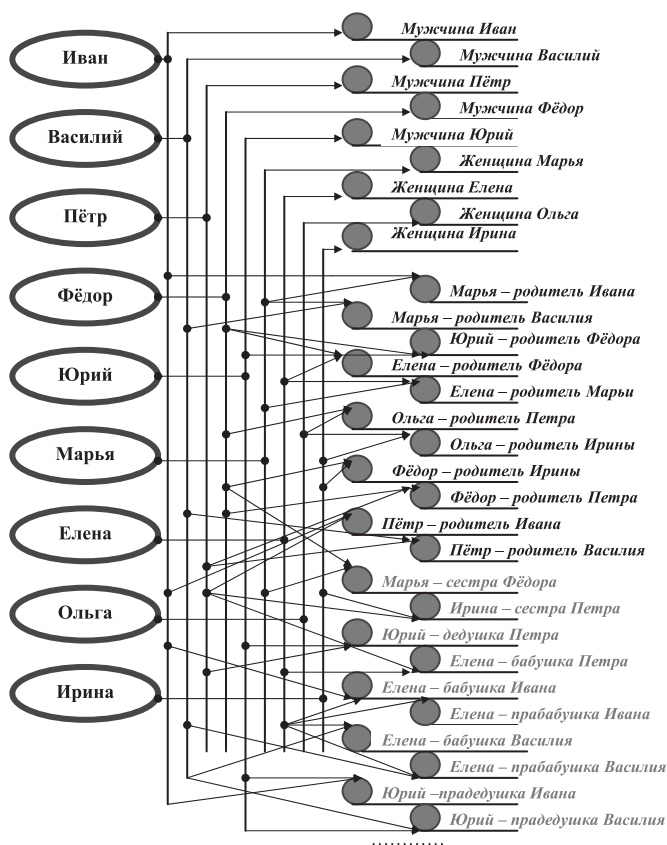 Иван
Василий
Пётр
Фёдор
Юрий
Марья
Елена
Ольга
Ирина
Мужчина Иван
Мужчина Василий
Мужчина Пётр
Мужчина Фёдор
Мужчина Юрий
Женщина Марья
Женщина Елена
Женщина Ольга
Женщина Ирина
Марья – родитель Ивана
Марья – родитель Василия
Юрий – родитель Фёдора
Елена – родитель Фёдора
Елена – родитель Марьи
Ольга – родитель Петра
Ольга – родитель Ирины
Фёдор – родитель Ирины
Фёдор – родитель Петра
Пётр – родитель Ивана
Пётр – родитель Василия
Марья – сестра Фёдора
Ирина – сестра Петра
Юрий – дедушка Петра
Елена – бабушка Петра
Елена – бабушка Ивана
Елена – прабабушка Ивана
Елена – бабушка Василия
Елена – прабабушка Василия
Юрий –прадедушка Ивана
Юрий – прадедушка Василия
............